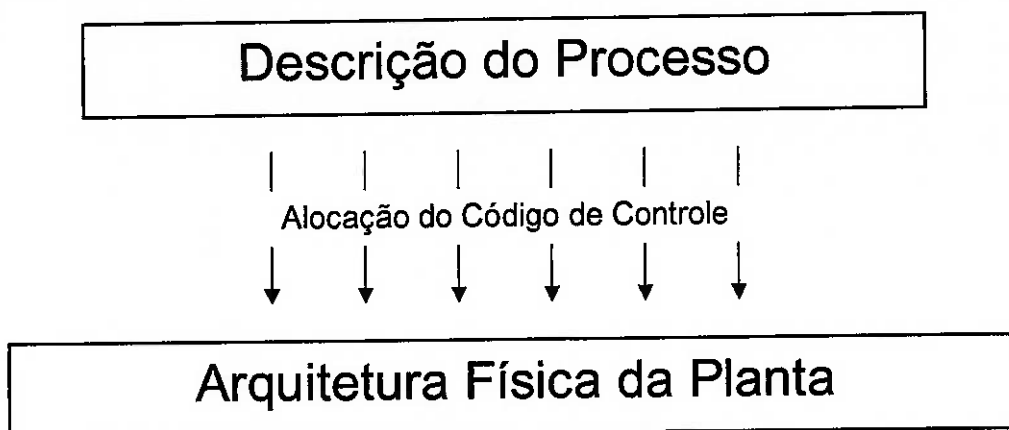 Descrição do Processo
Alocação do Código de Controle
Arquitetura Física da Planta